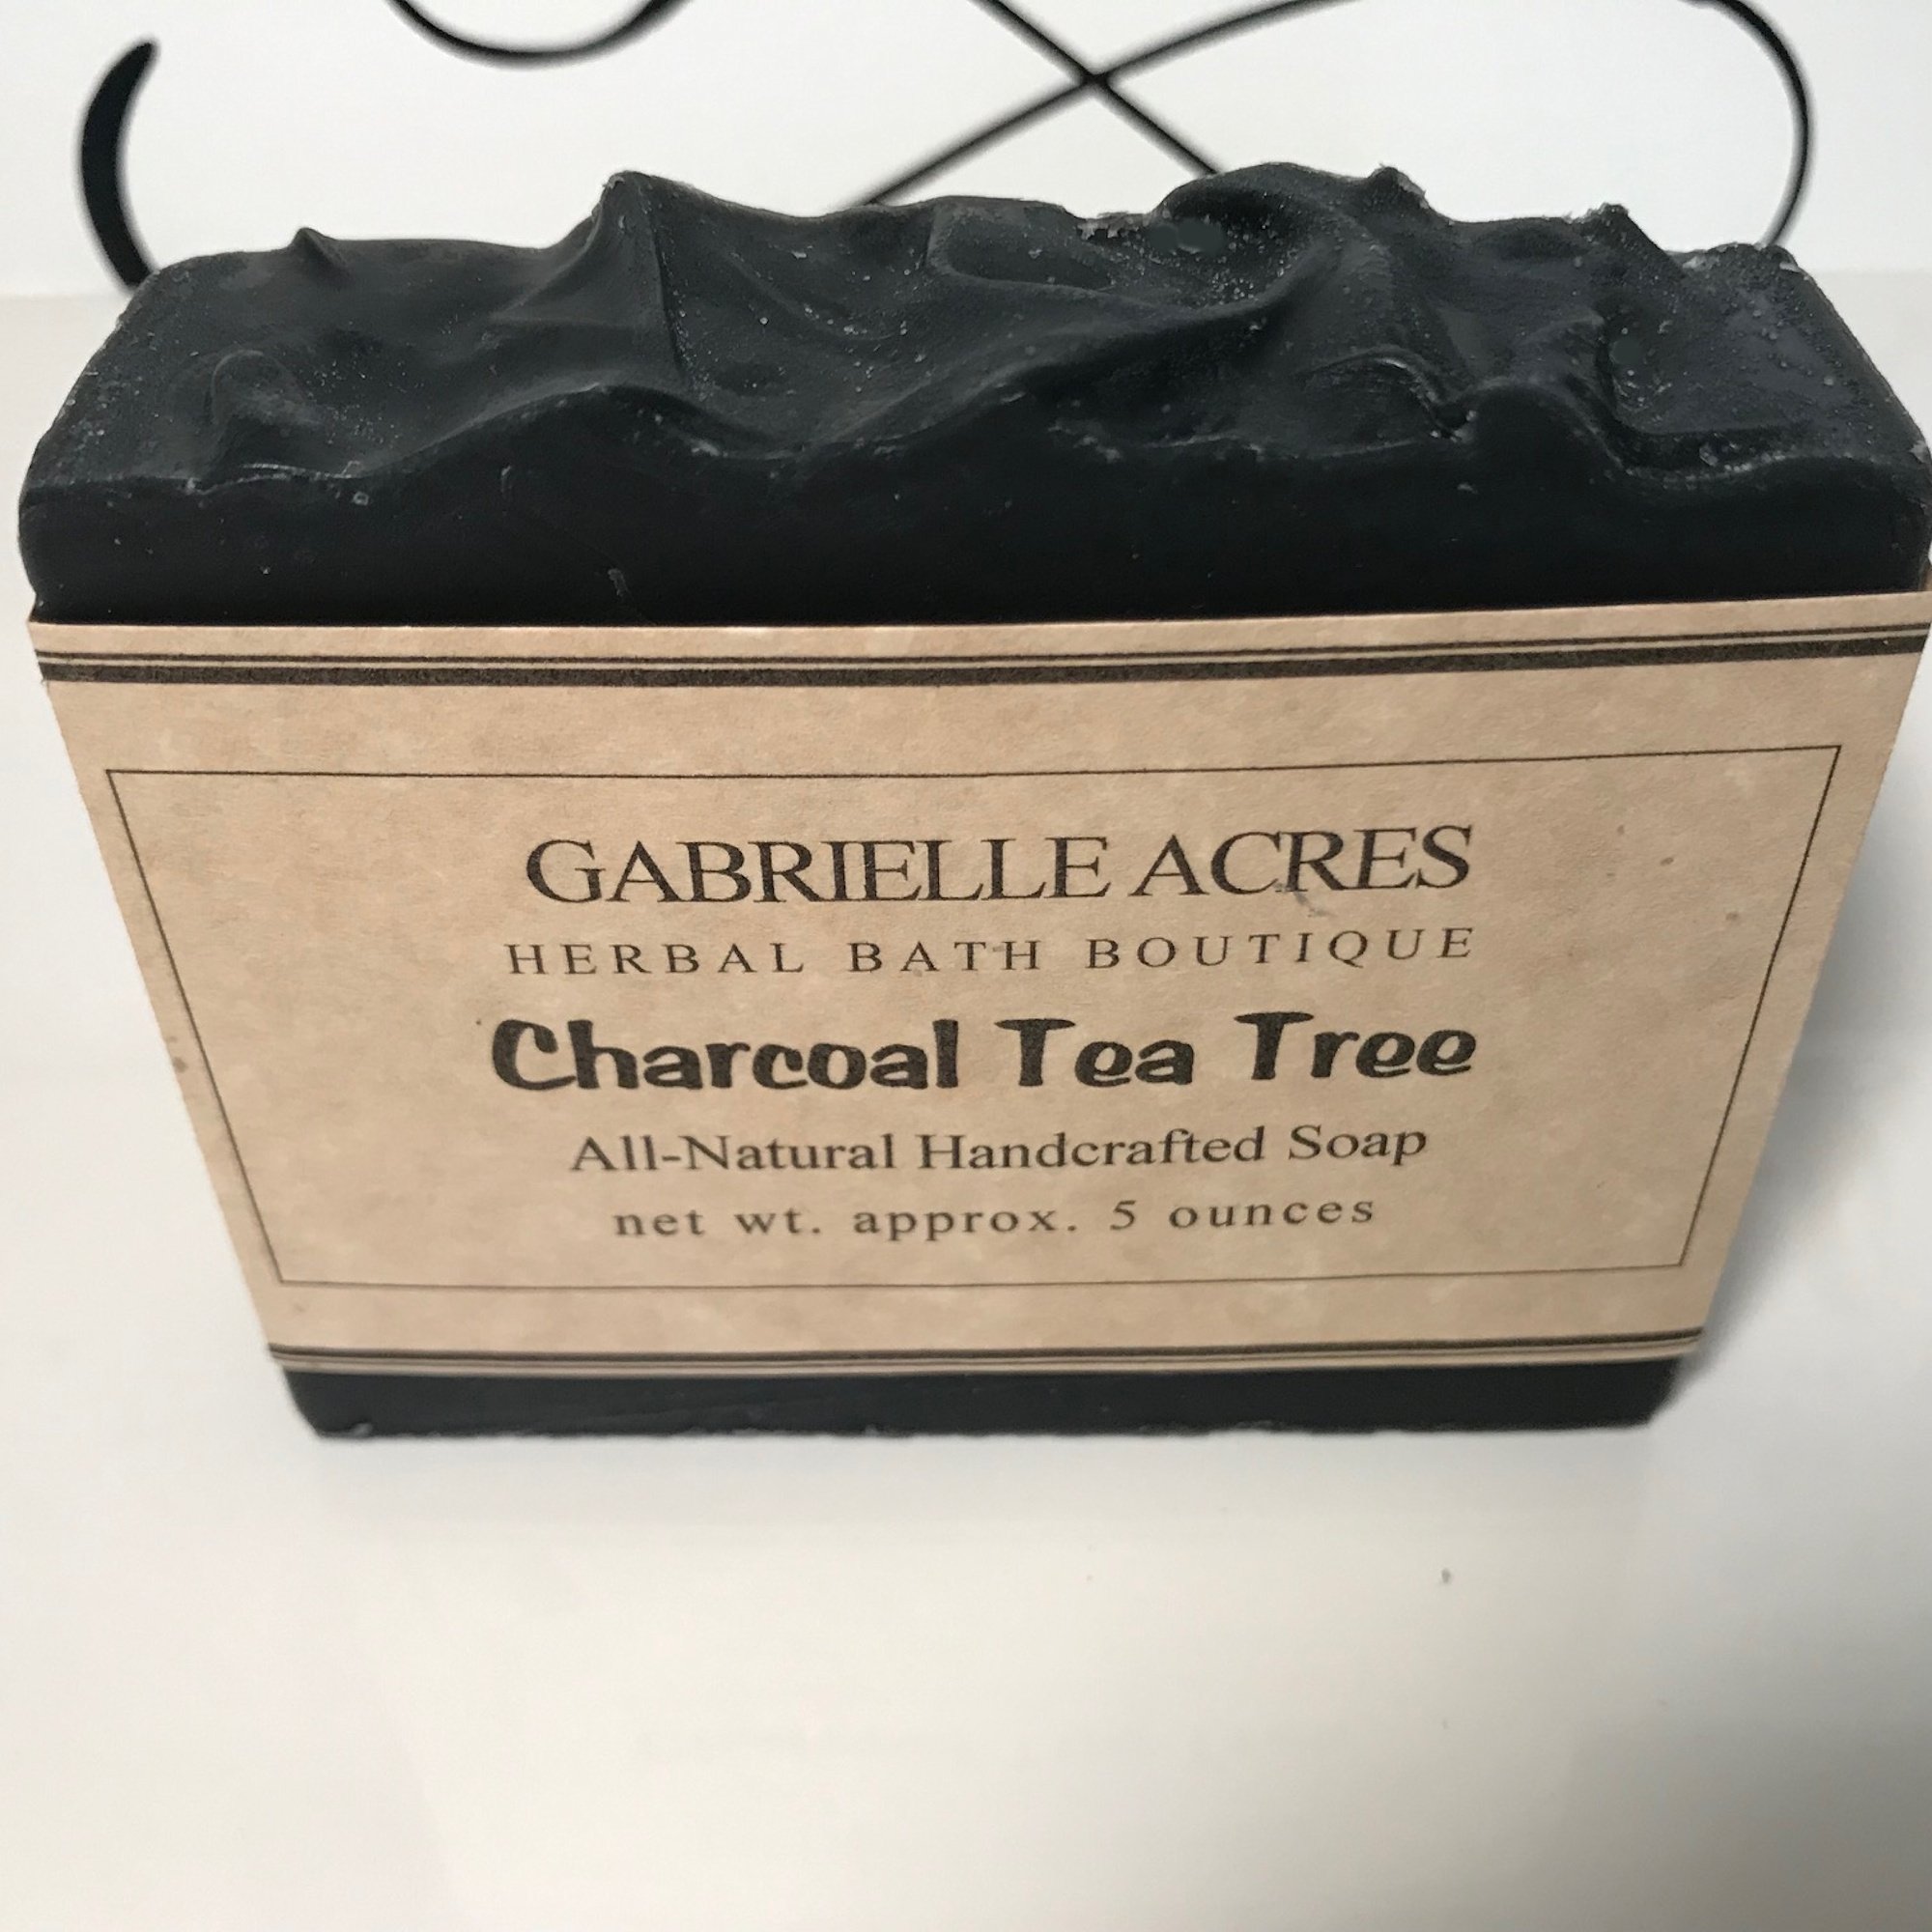 GABRIELLE ACRES
HERBAL BATH BOUTIQUE
Charcoal Tea Tree
All-Natural Handcrafted Soap
net wt. approx. 5 ounces